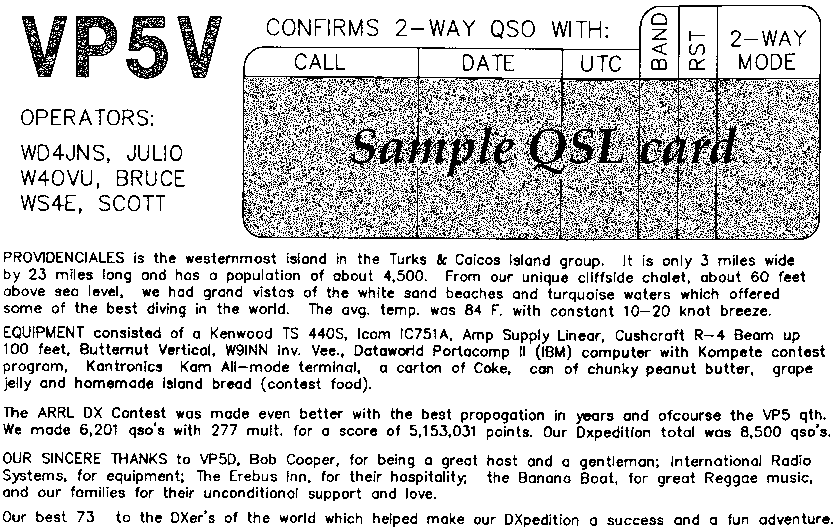 VP5V
CONFIRMS 2-WAY QSO WITH:
CALL DATE UTC BAND RST 2-WAY MODE
OPERATORS:
WD4JNS, JULIO
W4OVU, BRUCE
WS4E, SCOTT
Sample QSL card
PROVIDENCIALES is the westernmost island in the Turks & Caicos Island group. It is only 3 miles wide
by 23 miles long and has a population of about 4,500. From our unique cliffside chalet, about 60 feet
above sea level, we had grand vistas of the white sand beaches and turquoise waters which offered
some of the best diving in the world. The avg. temp. was 84 F. with constant 10-20 knot breeze.
EQUIPMENT consisted of a Kenwood TS 440S, Icom IC751A, Amp Supply Linear, Cushcraft R-4 Beam up
100 feet, Butternut Vertical, W9INN Inv. Vee., Dataworld Portacomp II (IBM) computer with Kompete contest
program, Kantronics Kam All-mode terminal, a carton of Coke, can of chunky peanut butter, grape
jelly and homemade island bread (contest food).
The ARRL DX Contest was made even better with the best propogation in years and ofcourse the VP5 qth.
We made 6,201 qso's with 277 mult. for a score of 5,153,031 points. Our Dxpedition total was 8,500 qso's.
OUR SINCERE THANKS to VP5D, Bob Cooper, for being a great host and a gentleman; International Radio
Systems, for equipment; The Erebus Inn, for their hospitality; the Banana Boat, for great Reggae music,
and our families for their unconditional support and love.
Our best 73 to the DXer's of the world which helped make our DXpedition a success and a fun adventure.